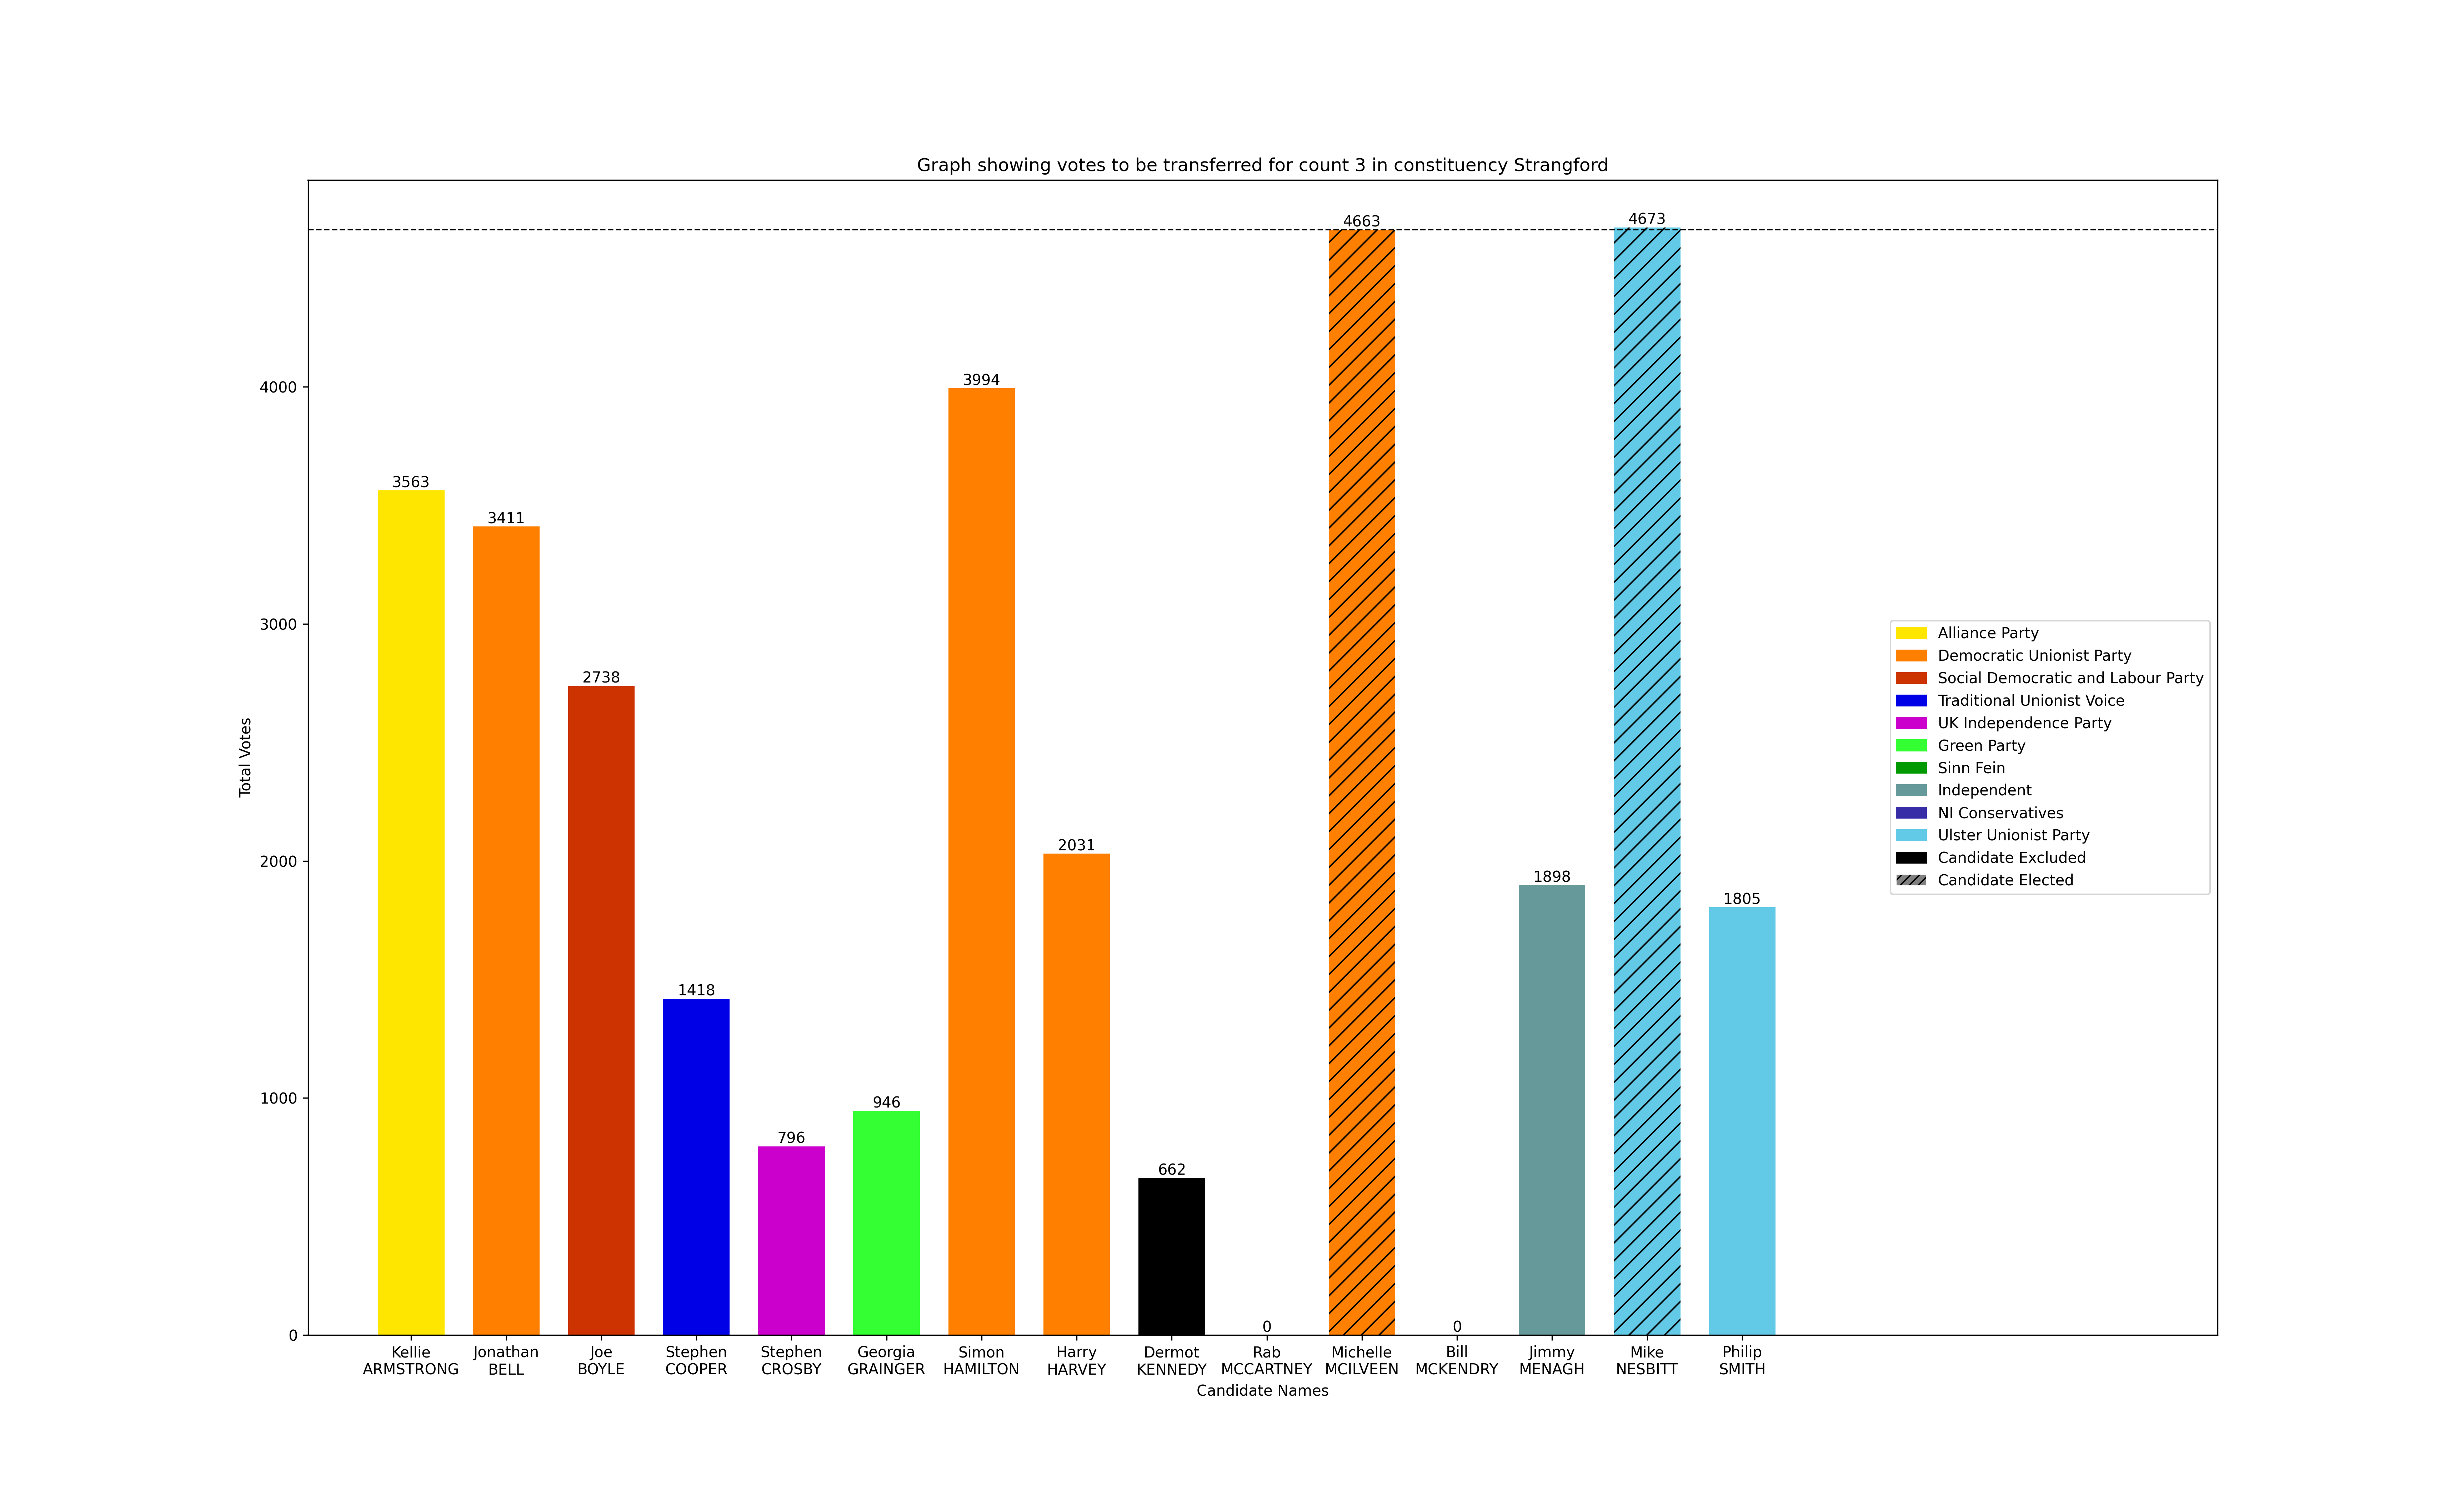 Graph showing votes to be transferred for count 3 in constituency Strangford
4673
4663
4000
3994
3563
3411
3000
2738
2031
2000
1898
1805
1418
1000
946
796
662
0
0
0
Total Votes
Alliance Party
Democratic Unionist Party
Social Democratic and Labour Party
Traditional Unionist Voice
UK Independence Party
Green Party
Sinn Fein
Independent
NI Conservatives
Ulster Unionist Party
Candidate Excluded
Candidate Elected
Kellie
ARMSTRONG
Jonathan
BELL
Joe
BOYLE
Stephen
COOPER
Stephen
CROSBY
Georgia
GRAINGER
Simon
HAMILTON
Harry
HARVEY
Dermot
KENNEDY
Rab
MCCARTNEY
Michelle
MCILVEEN
Bill
MCKENDRY
Jimmy
MENAGH
Mike
NESBITT
Philip
SMITH
Candidate Names